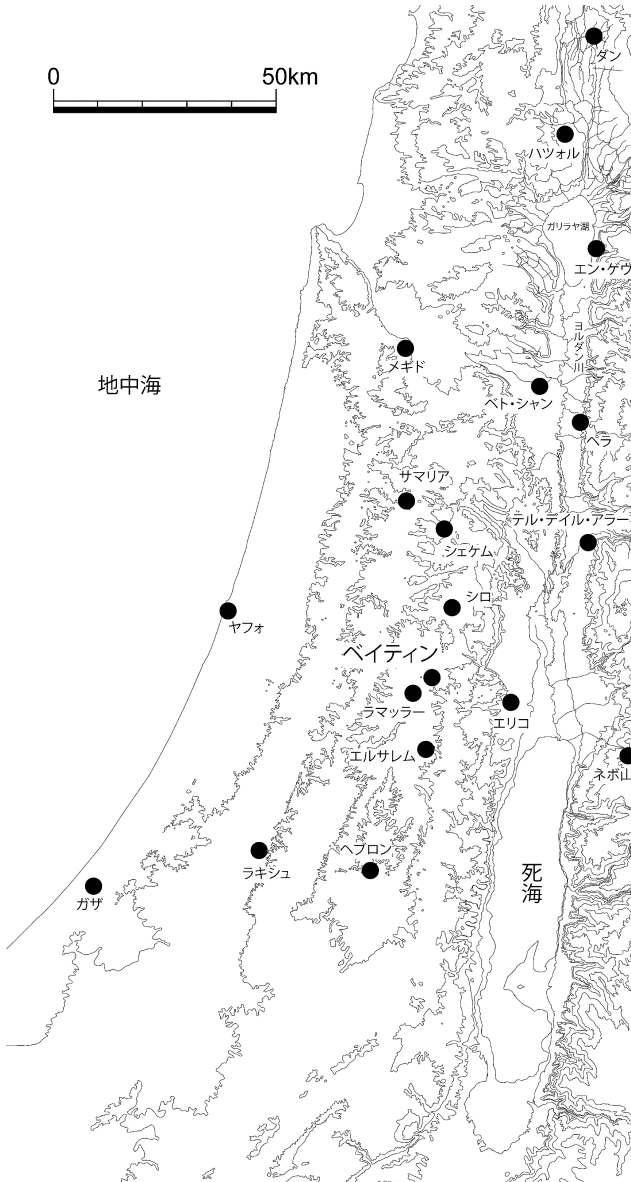 0 50km
ダン
ハツォル
ガリラヤ湖
エン・ゲヴ
ヨルダン川
メギド
地中海
ベト・シャン
ペラ
サマリア
テル・デイル・アラー
シェケム
シロ
ヤフォ
ベイティン
ラマッラー
エリコ
エルサレム
ネボ山
ヘブロン
ラキシュ
死海
ガザ